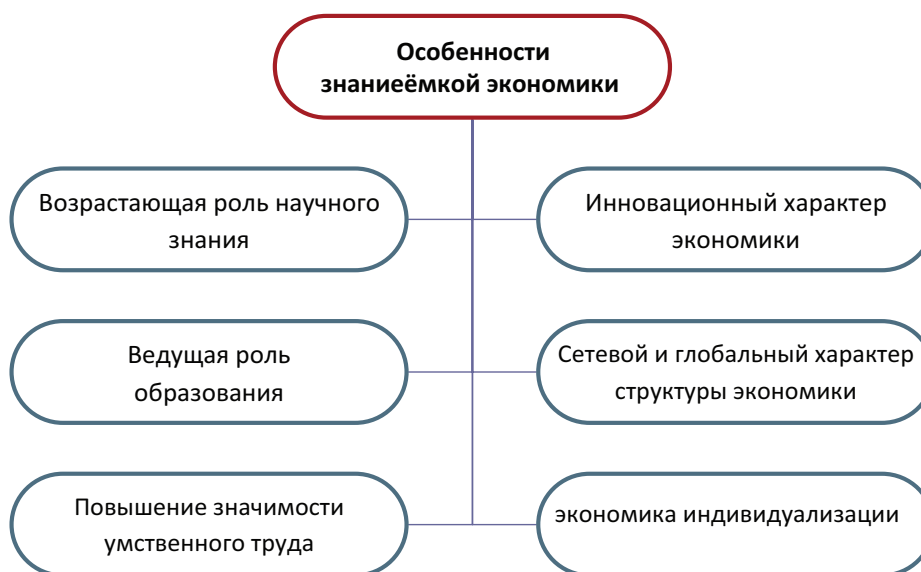 Особенности
знаниеёмкой экономики
Возрастающая роль научного
знания
Инновационный характер
экономики
Ведущая роль
образования
Сетевой и глобальный характер
структуры экономики
Повышение значимости
умственного труда
экономика индивидуализации